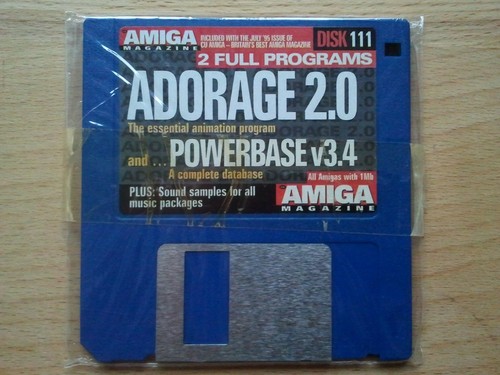 AMIGA
MAGAZINE
INCLUDED WITH THE JULY '95 ISSUE OF
CU AMIGA - BRITAIN'S BEST AMIGA MAGAZINE
DISK 111
2 FULL PROGRAMS
ADORAGE 2.0
The essential animation program
and ... POWERBASE v3.4
A complete database
All Amigas with 1Mb
PLUS: Sound samples for all
music packages
AMIGA
MAGAZINE